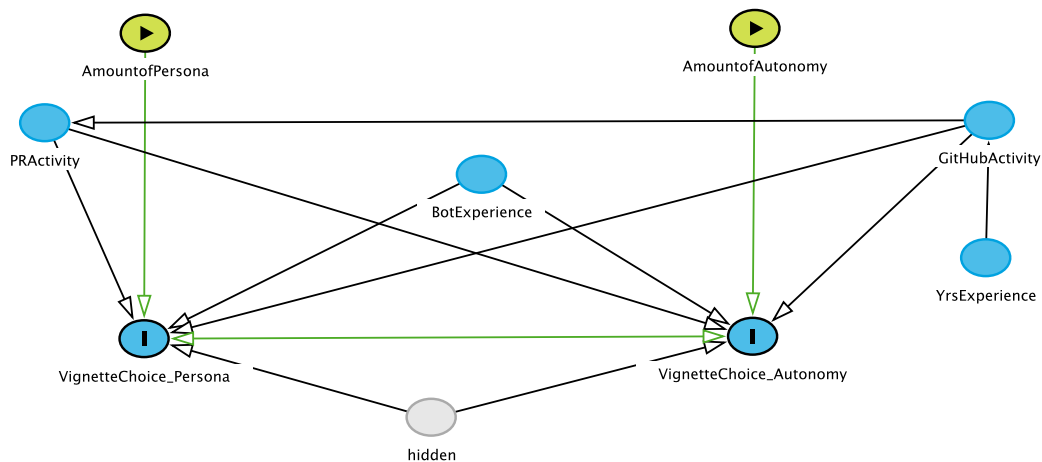 AmountofPersona
AmountofAutonomy
PRActivity
GitHubActivity
BotExperience
YrsExperience
VignetteChoice_Persona
VignetteChoice_Autonomy
hidden